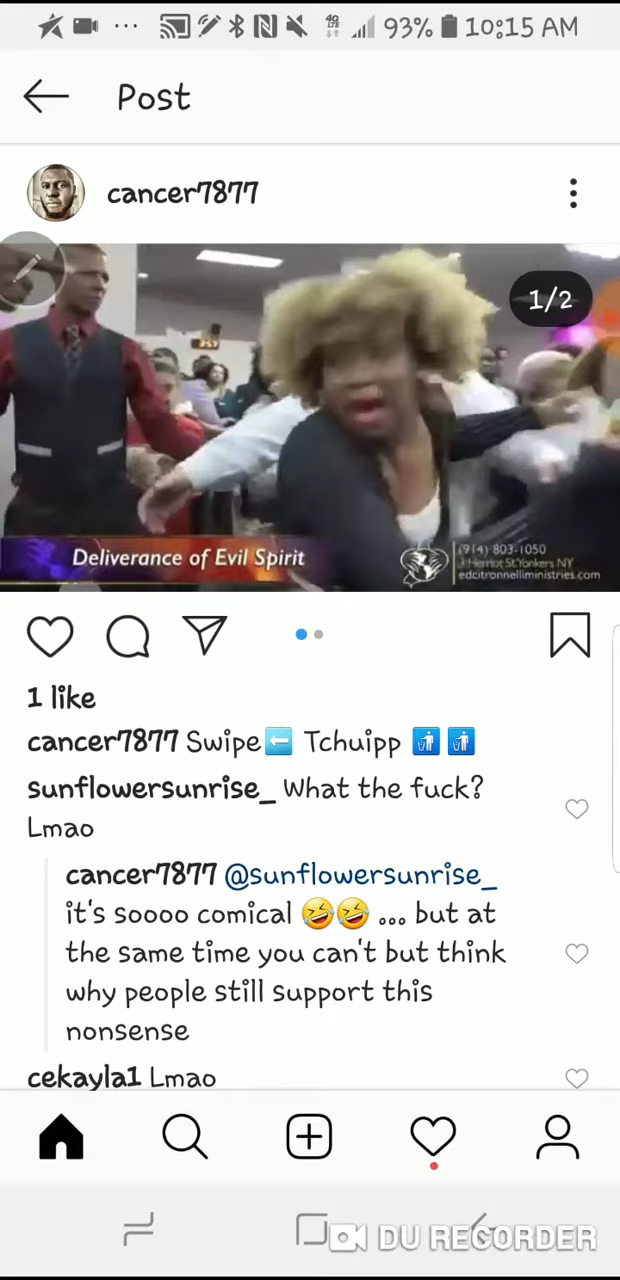 4G LTE 93% 10:15 AM
Post
cancer7877
1/2
Deliverance of Evil Spirit
(914) 803-1050
Herriot St. Yonkers NY
edcitronnelliministries.com
1 like
cancer7877 Swipe⬅️ Tchuipp 🚮🚮
sunflowersunrise_ What the fuck?
Lmao
cancer7877 @sunflowersunrise_
it's soooo comical 🤣🤣 ... but at
the same time you can't but think
why people still support this
nonsense
cekayla1 Lmao
DU RECORDER